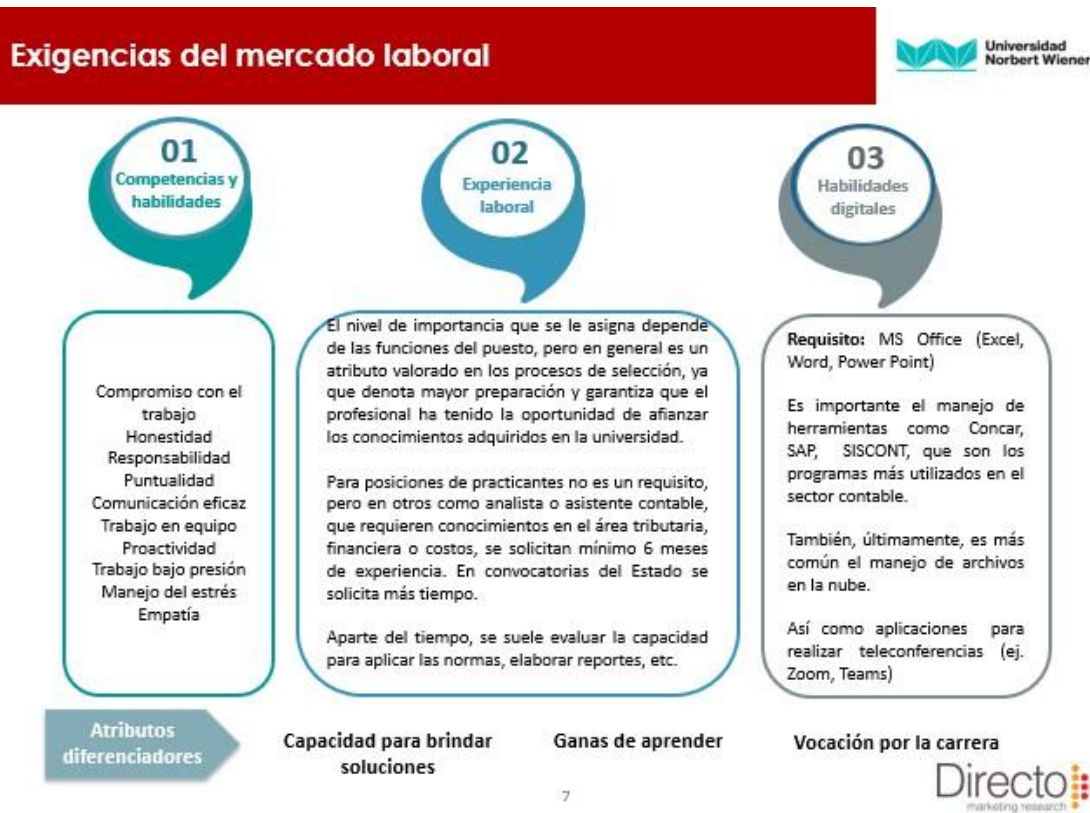 Exigencias del mercado laboral
Universidad
Norbert Wiener
01
Competencias y
habilidades
02
Experiencia
laboral
03
Habilidades
digitales
Compromiso con el
trabajo
Honestidad
Responsabilidad
Puntualidad
Comunicación eficaz
Trabajo en equipo
Proactividad
Trabajo bajo presión
Manejo del estrés
Empatía
El nivel de importancia que se le asigna depende
de las funciones del puesto, pero en general es un
atributo valorado en los procesos de selección, ya
que denota mayor preparación y garantiza que el
profesional ha tenido la oportunidad de afianzar
los conocimientos adquiridos en la universidad.
Para posiciones de practicantes no es un requisito,
pero en otros como analista o asistente contable,
que requieren conocimientos en el área tributaria,
financiera o costos, se solicitan mínimo 6 meses
de experiencia. En convocatorias del Estado se
solicita más tiempo.
Aparte del tiempo, se suele evaluar la capacidad
para aplicar las normas, elaborar reportes, etc.
Requisito: MS Office (Excel,
Word, Power Point)
Es importante el manejo de
herramientas como Concar,
SAP, SISCONT, que son los
programas más utilizados en el
sector contable.
También, últimamente, es más
común el manejo de archivos
en la nube.
Así como aplicaciones para
realizar teleconferencias (ej.
Zoom, Teams)
Atributos
diferenciadores
Capacidad para brindar
soluciones
Ganas de aprender
Vocación por la carrera
7
Directo
marketing research